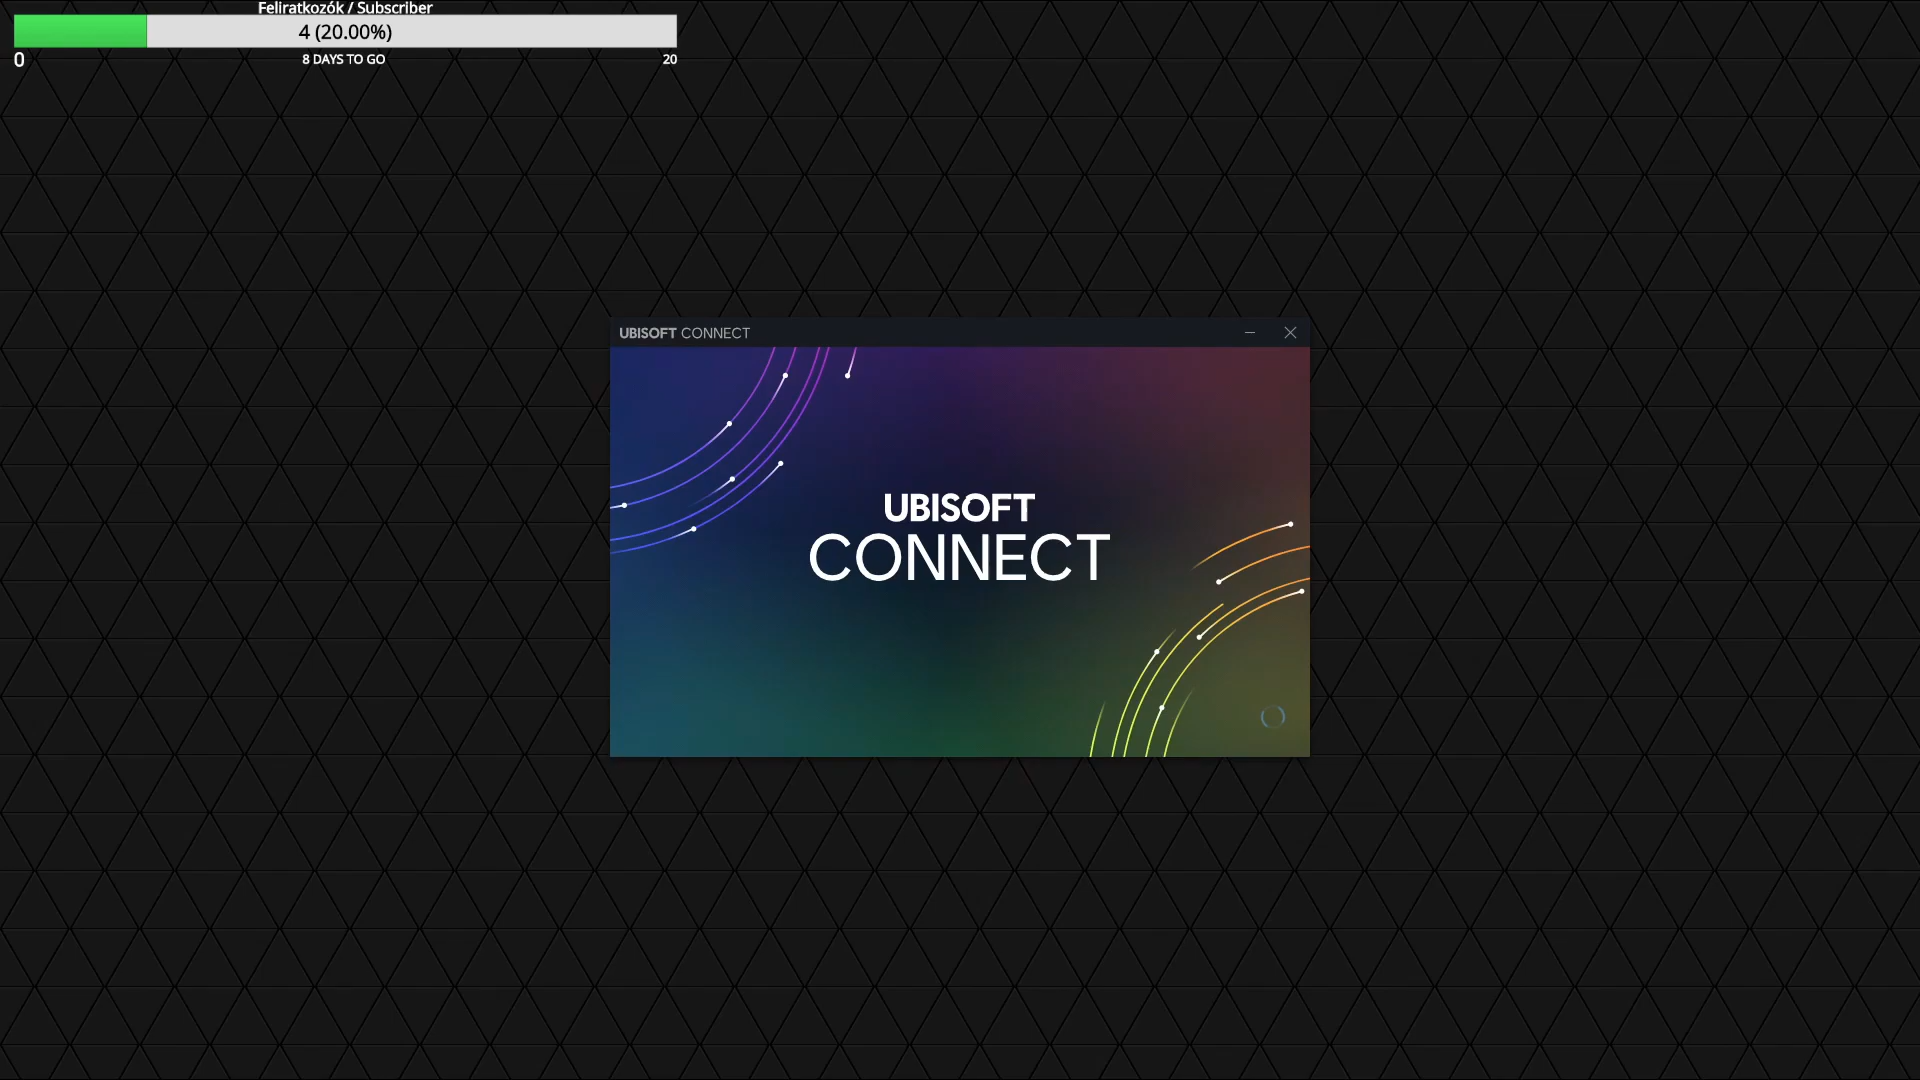 Feliratkozók / Subscriber
4 (20.00%)
0 8 DAYS TO GO 20
UBISOFT CONNECT
UBISOFT
CONNECT